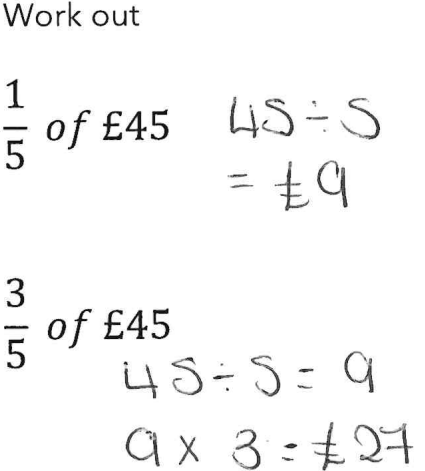 Work out
1/5 of £45 45÷5
= £9
3/5 of £45
45÷5= 9
9 x 3 = £27